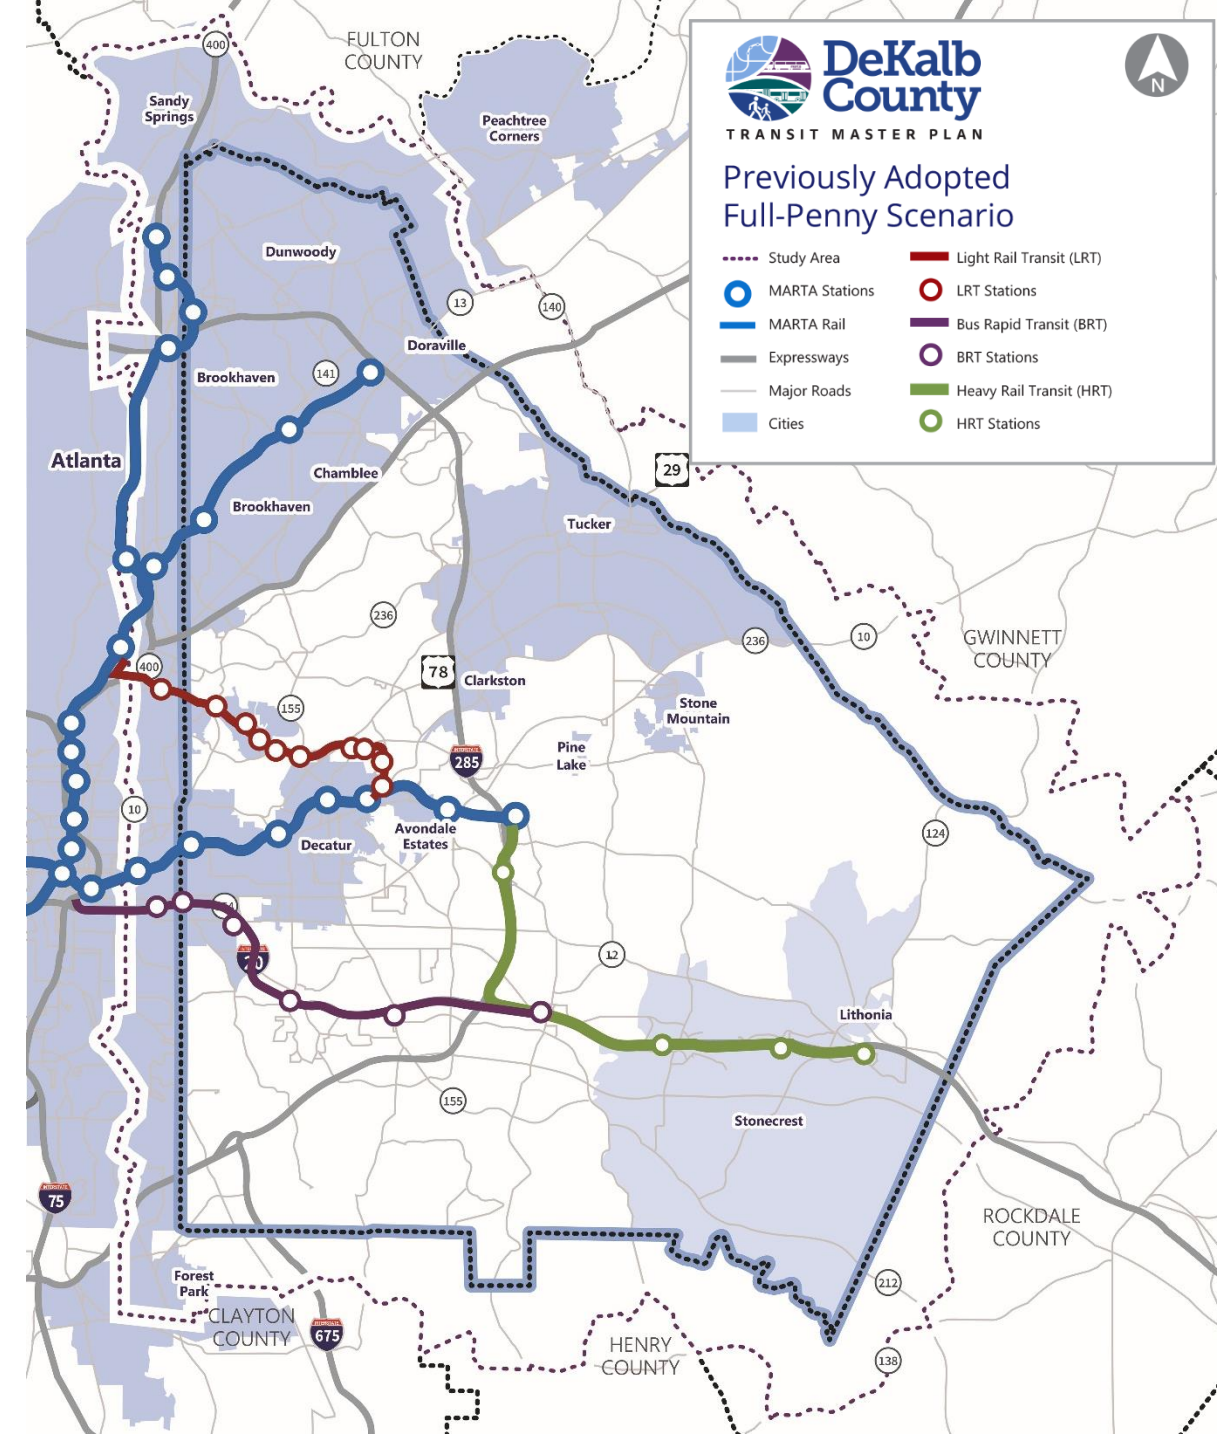 FULTON
COUNTY
400
Sandy
Springs
Peachtree
Corners
DeKalb
County
TRANSIT MASTER PLAN
N
Previously Adopted
Full-Penny Scenario
Study Area
MARTA Stations
MARTA Rail
Expressways
Major Roads
Cities
Light Rail Transit (LRT)
LRT Stations
Bus Rapid Transit (BRT)
BRT Stations
Heavy Rail Transit (HRT)
HRT Stations
Dunwoody
13
140
Doraville
Brookhaven
141
Atlanta
Chamblee
29
Brookhaven
Tucker
236
236
10
GWINNETT
COUNTY
400
78
Clarkston
155
Stone
Mountain
Pine
Lake
INTERSTATE
285
10
124
Avondale
Estates
Decatur
20
12
Lithonia
155
Stonecrest
INTERSTATE
75
ROCKDALE
COUNTY
Forest
Park
212
CLAYTON
COUNTY
INTERSTATE
675
HENRY
COUNTY
138